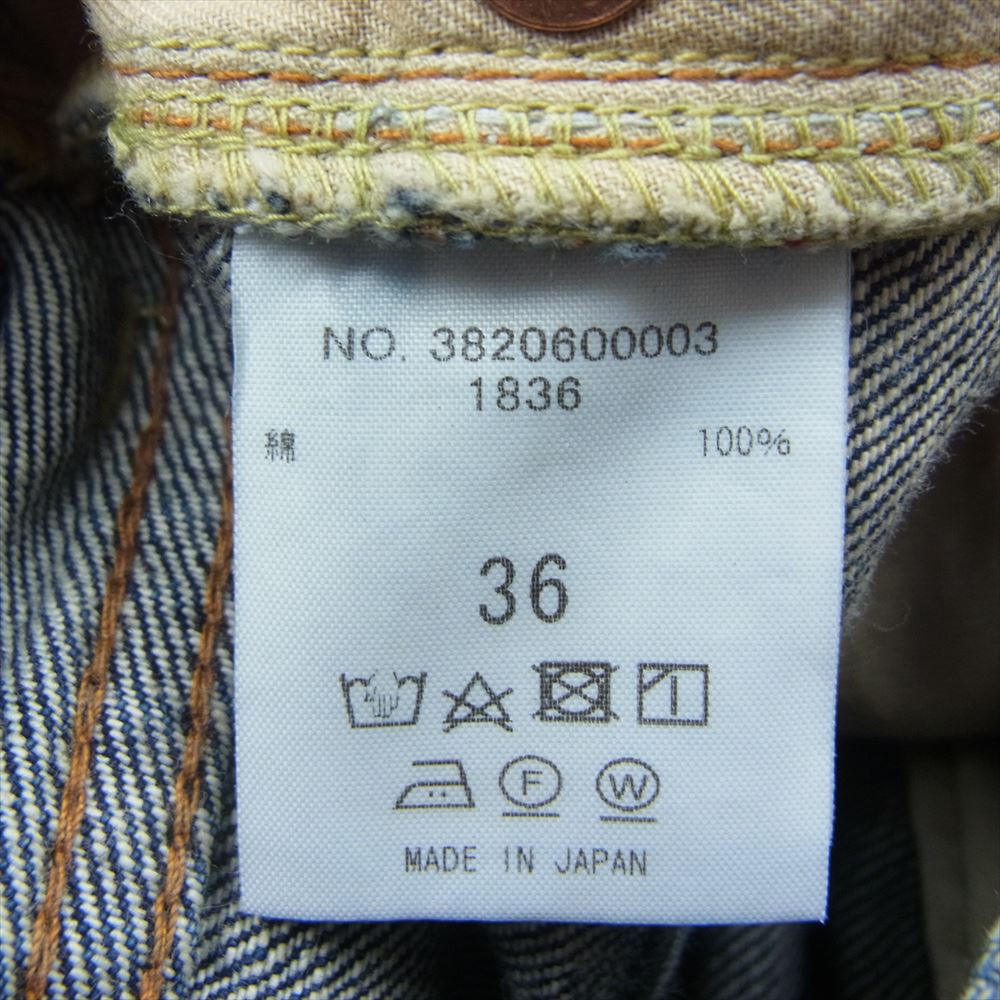 NO. 3820600003
1836
綿 100%
36
F W
MADE IN JAPAN